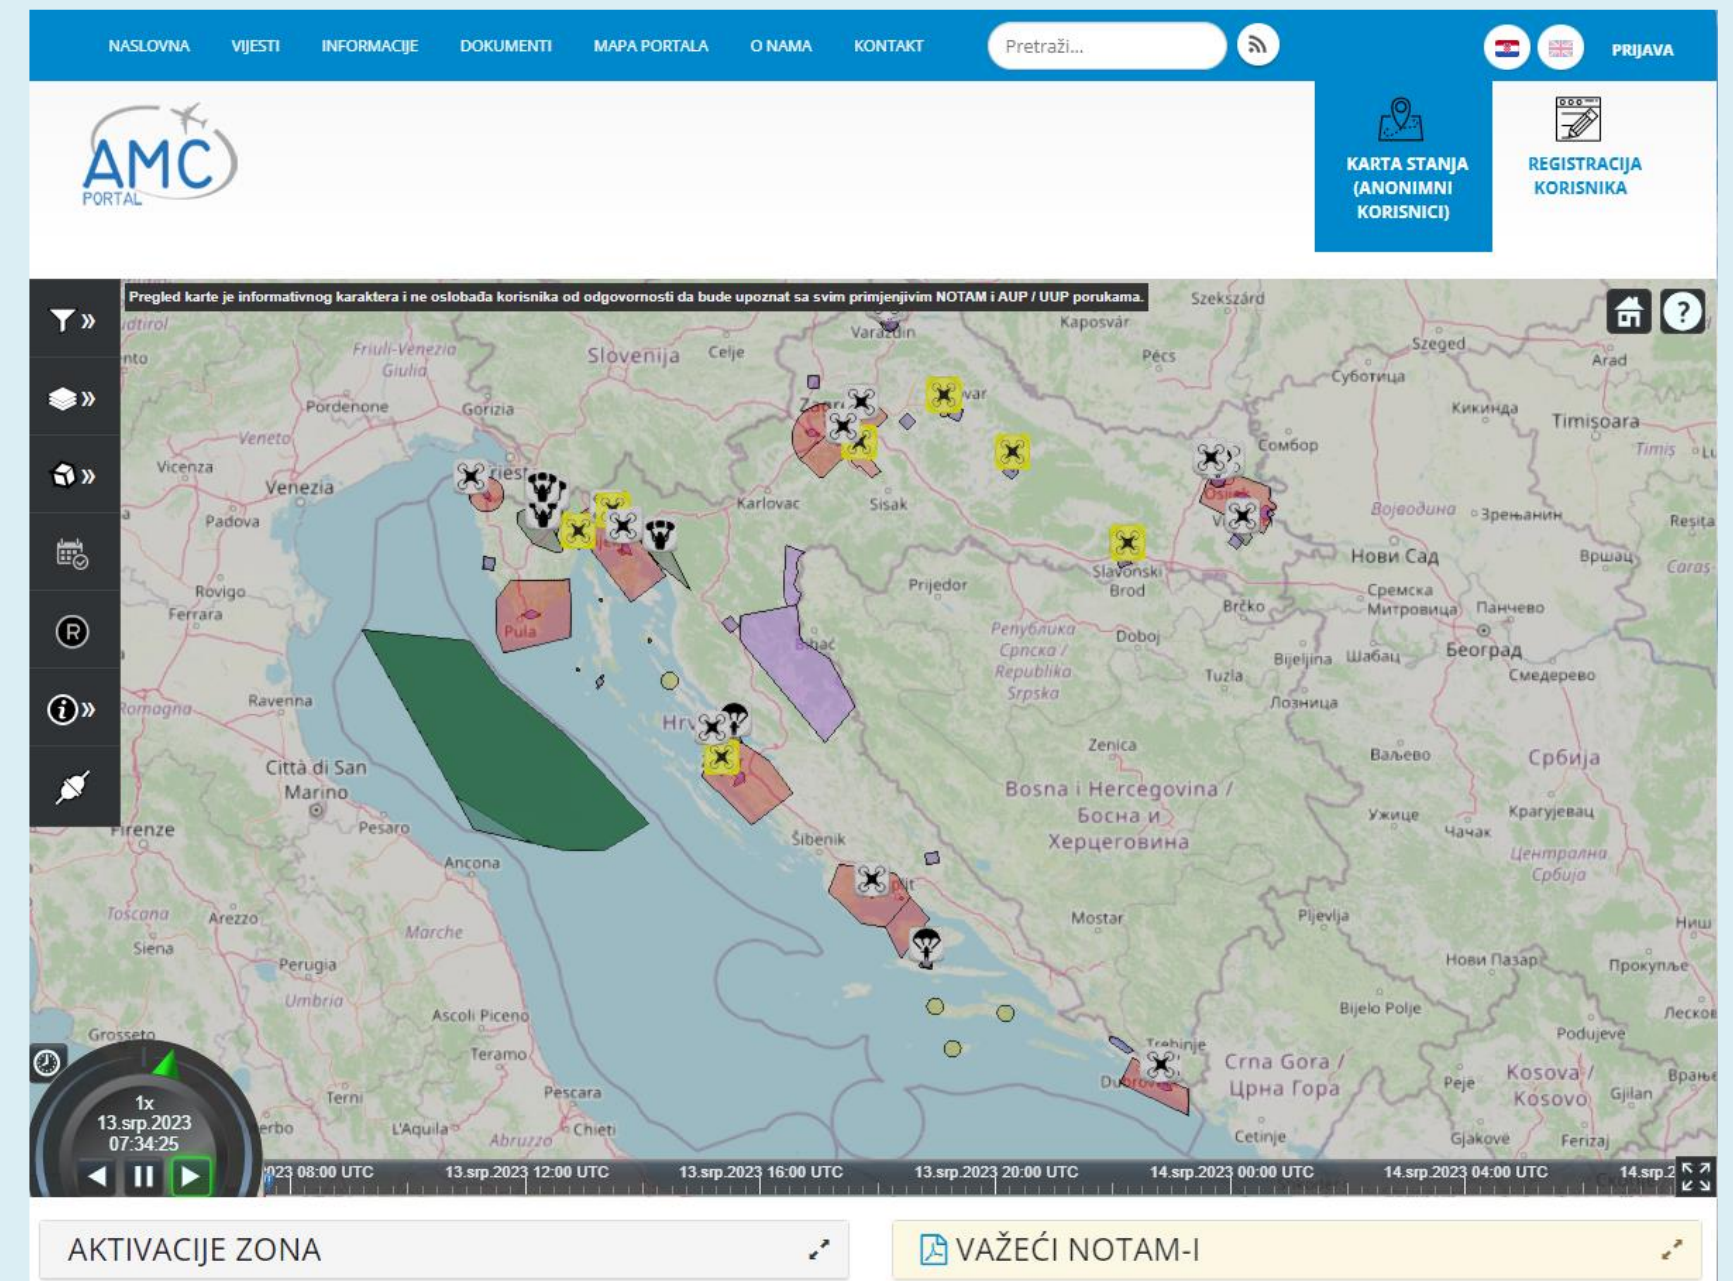 NASLOVNA VIJESTI INFORMACIJE DOKUMENTI MAPA PORTALA O NAMA KONTAKT Pretraži... PRIJAVA
AMC
PORTAL
KARTA STANJA
(ANONIMNI
KORISNICI)
REGISTRACIJA
KORISNIKA
Pregled karte je informativnog karaktera i ne oslobađa korisnika od odgovornosti da bude upoznat sa svim primjenjivim NOTAM i AUP / UUP porukama.
Szekszárd
Kaposvár
Varaždin
Friuli-Venezia
Giulia
Slovenija
Celje
Pécs
Szeged
Arad
Суботица
Pordenone
Gorizia
Кикинда
Timișoara
Veneto
Vicenza
Venezia
Сомбор
Timiș
Karlovac
Sisak
Padova
Војводина
Зрењанин
Reșița
Нови Сад
Вршац
Rovigo
Ferrara
Prijedor
Slavonski
Brod
Brčko
Сремска
Митровица
Панчево
Pula
Република
Српска /
Republika
Srpska
Doboj
Bijeljina
Шабац
Београд
Tuzla
Смедерево
Лозница
Romagna
Ravenna
Zenica
Ваљево
Србија
Città di San
Marino
Bosna i Hercegovina /
Босна и
Херцеговина
Ужице
Чачак
Крагујевац
Firenze
Pesaro
Šibenik
Централна
Србија
Ancona
Toscana
Arezzo
Marche
Mostar
Pljevlja
Ниш
Siena
Perugia
Нови Пазар
Прокупље
Umbria
Ascoli Piceno
Bijelo Polje
Podujevë
Grosseto
Teramo
Trebinje
Crna Gora /
Црна Гора
Pejë
Kosova /
Kosovo
Gjilan
Pescara
Terni
L'Aquila
Abruzzo
Chieti
Cetinje
Gjakovë
Ferizaj
1x
13.srp.2023
07:34:25
13.srp.2023 12:00 UTC 13.srp.2023 16:00 UTC 13.srp.2023 20:00 UTC 14.srp.2023 00:00 UTC 14.srp.2023 04:00 UTC
AKTIVACIJE ZONA
VAŽEĆI NOTAM-I